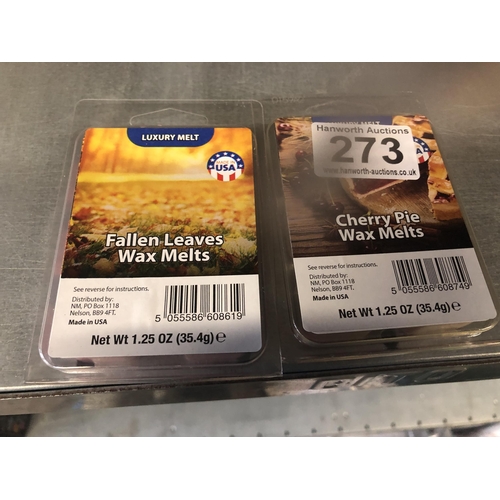 LUXURY MELT
USA
Fallen Leaves
Wax Melts
See reverse for instructions.
Distributed by:
NM, PO Box 1118
Nelson, BB9 4FT,
Made in USA
5 055586 608619
Net Wt 1.25 OZ (35.4g) e
LUXURY MELT
Hanworth Auctions
273
www.hanworth-auctions.co.uk
Cherry Pie
Wax Melts
See reverse for instructions.
Distributed by:
NM, PO Box 1118
Nelson, BB9 4FT,
Made in USA
5 055586 608749
Net Wt 1.25 OZ (35.4g) e